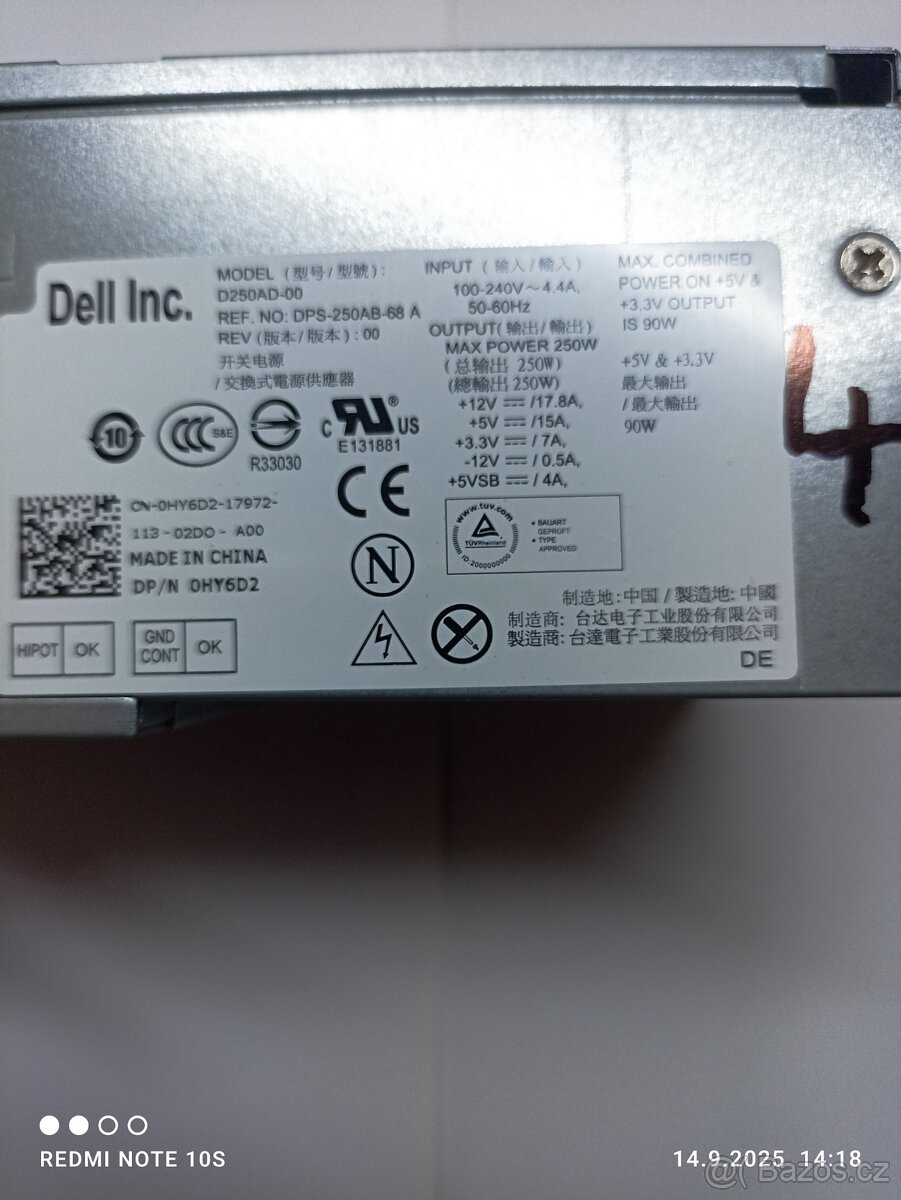 Dell Inc.
MODEL (型号/型號):
D250AD-00
REF. NO: DPS-250AB-68 A
REV (版本/版本): 00
开关电源
/交換式電源供應器
INPUT (输入/輸入)
100-240V~4.4A,
50-60Hz
OUTPUT(输出/輸出)
MAX POWER 250W
(总输出 250W)
(總輸出 250W)
+12V ⎓/17.8A,
+5V ⎓/15A,
+3.3V ⎓/ 7A,
-12V ⎓/ 0.5A,
+5VSB ⎓/ 4A,
MAX. COMBINED
POWER ON +5V &
+3.3V OUTPUT
IS 90W
+5V & +3.3V
最大输出
/最大輸出
90W
4
10
CCC S&E
R33030
c RU ® US
E131881
CE
N
www.tuv.com
TÜVRheinland
ID:2000000000
• BAUART
GEPRÜFT
• TYPE
APPROVED
CN-0HY6D2-17972-
113-02D0-A00
MADE IN CHINA
DP/N 0HY6D2
HIPOT OK
GND
CONT OK
制造地:中国/製造地:中國
制造商: 台达电子工业股份有限公司
製造商: 台達電子工業股份有限公司
DE
REDMI NOTE 10S
14.9.2025 14:18
@( Bazos.cz